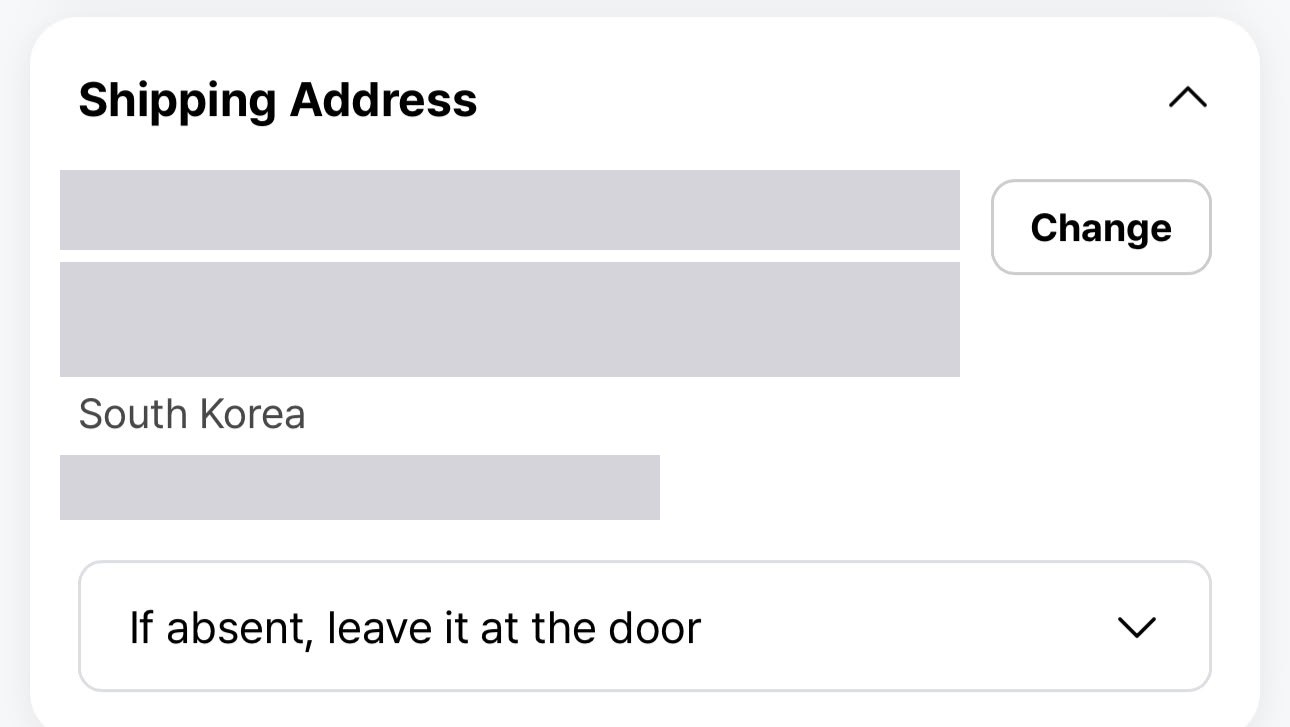 Shipping Address
Change
South Korea
If absent, leave it at the door